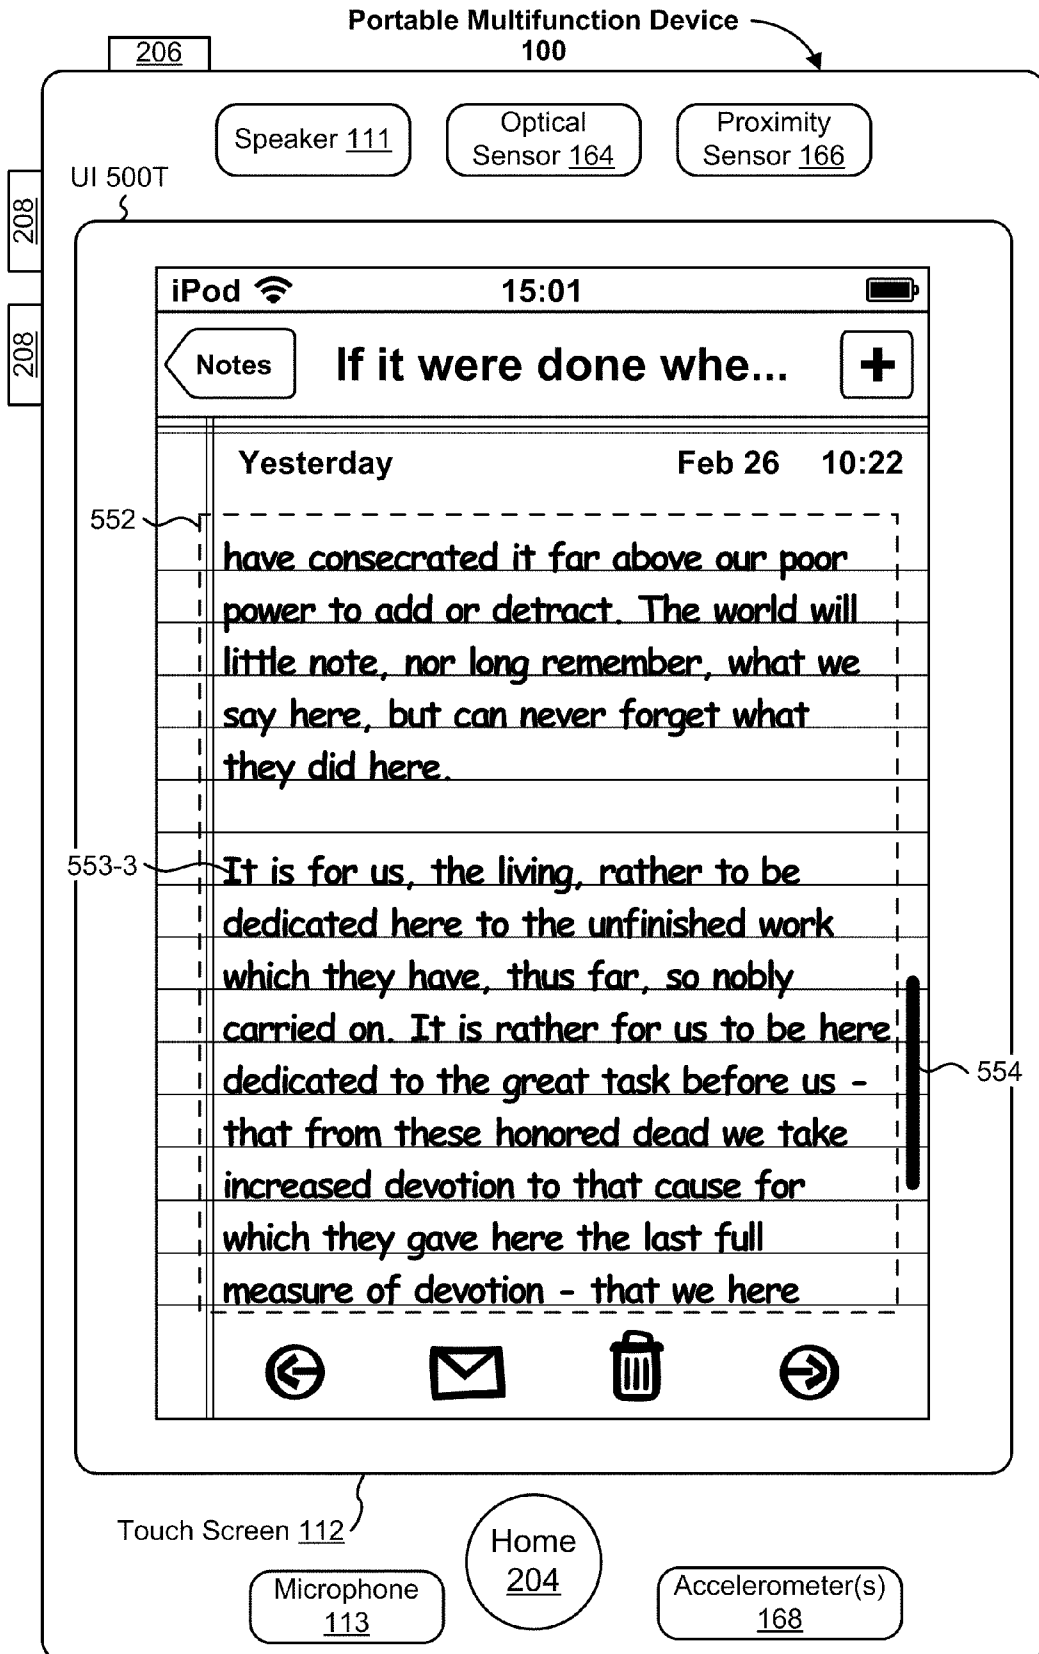 Portable Multifunction Device
100
206
Speaker 111
Optical
Sensor 164
Proximity
Sensor 166
UI 500T
208
208
iPod 15:01
Notes If it were done whe... +
Yesterday Feb 26 10:22
552
have consecrated it far above our poor
power to add or detract. The world will
little note, nor long remember, what we
say here, but can never forget what
they did here.
553-3
It is for us, the living, rather to be
dedicated here to the unfinished work
which they have, thus far, so nobly
carried on. It is rather for us to be here
dedicated to the great task before us -
554
that from these honored dead we take
increased devotion to that cause for
which they gave here the last full
measure of devotion - that we here
Touch Screen 112
Home
204
Microphone
113
Accelerometer(s)
168